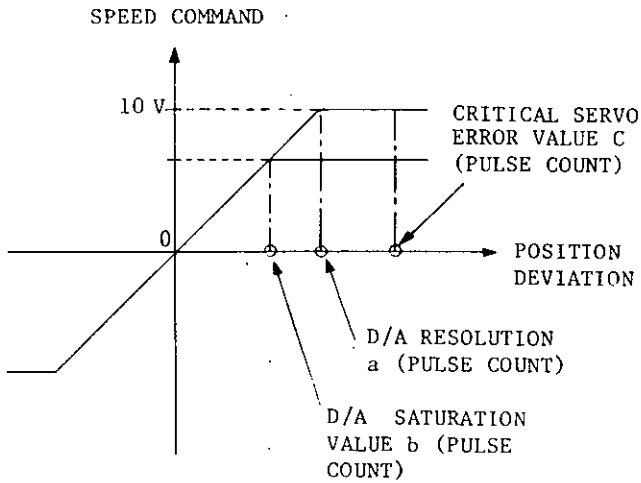 SPEED COMMAND
10 V
CRITICAL SERVO
ERROR VALUE C
(PULSE COUNT)
0
POSITION
DEVIATION
D/A RESOLUTION
a (PULSE COUNT)
D/A SATURATION
VALUE b (PULSE
COUNT)